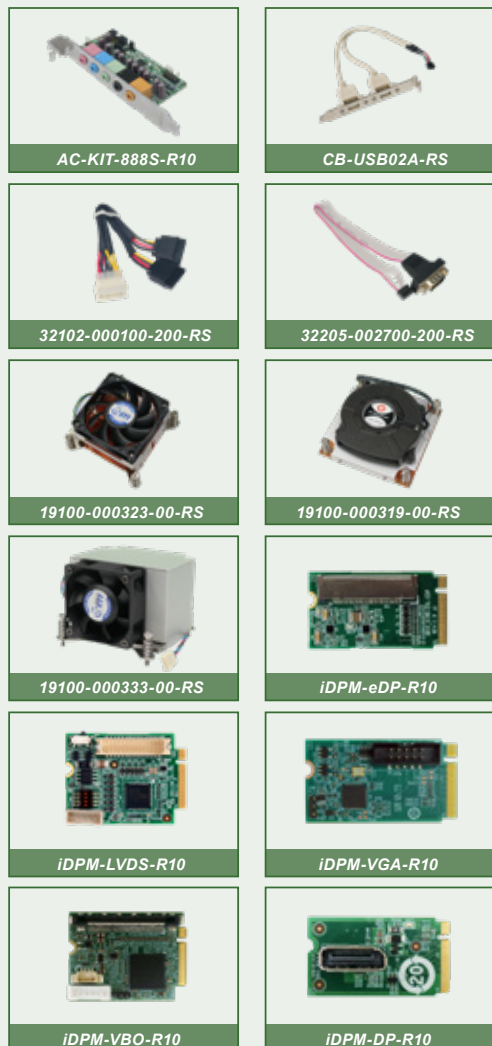 AC-KIT-888S-R10
CB-USB02A-RS
32102-000100-200-RS
32205-002700-200-RS
19100-000323-00-RS
19100-000319-00-RS
19100-000333-00-RS
iDPM-eDP-R10
iDPM-LVDS-R10
iDPM-VGA-R10
iDPM-VBO-R10
20
iDPM-DP-R10